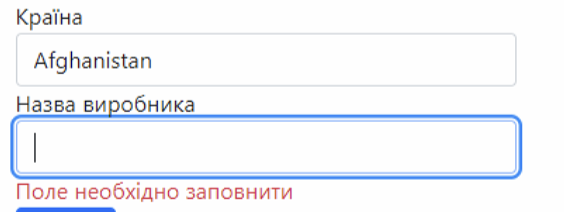 Країна
Afghanistan
Назва виробника
Поле необхідно заповнити